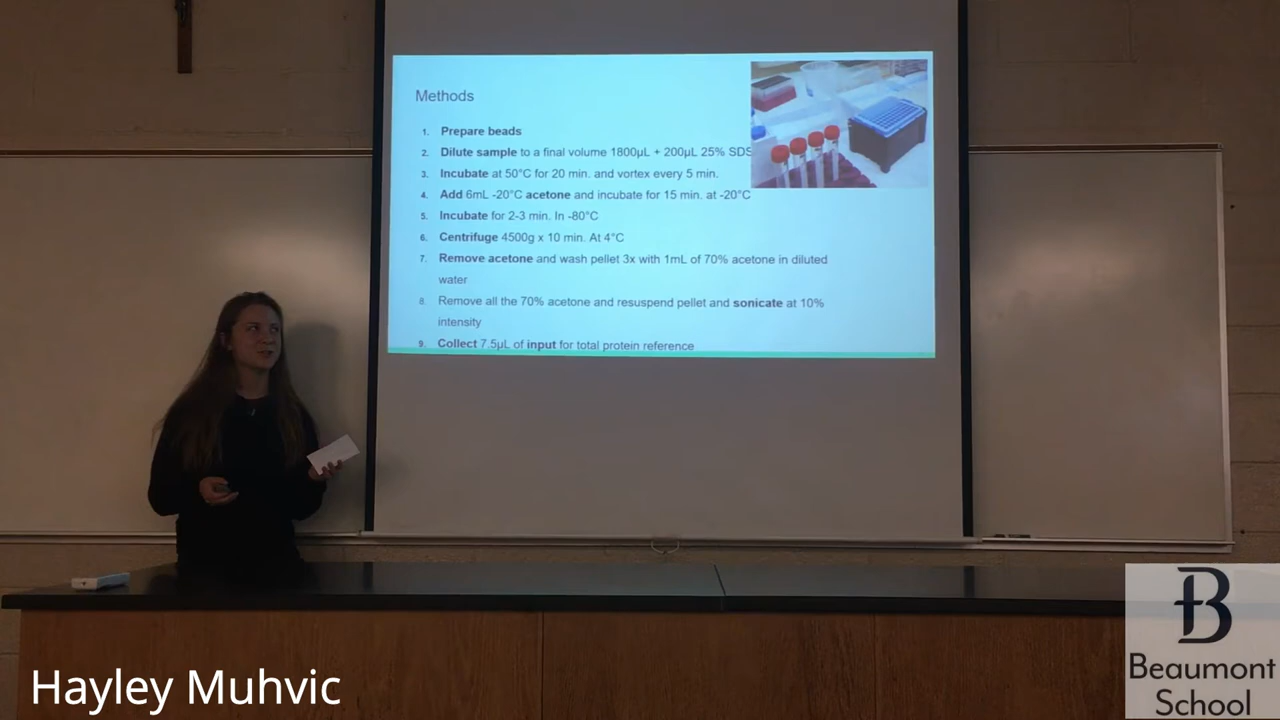 Methods
1. Prepare beads
2. Dilute sample to a final volume 1800µL + 200µL 25% SDS
3. Incubate at 50°C for 20 min. and vortex every 5 min.
4. Add 6mL -20°C acetone and incubate for 15 min. at -20°C
5. Incubate for 2-3 min. In -80°C
6. Centrifuge 4500g x 10 min. At 4°C
7. Remove acetone and wash pellet 3x with 1mL of 70% acetone in diluted
water
8. Remove all the 70% acetone and resuspend pellet and sonicate at 10%
intensity
9. Collect 7.5µL of input for total protein reference
Hayley Muhvic
B
Beaumont
School